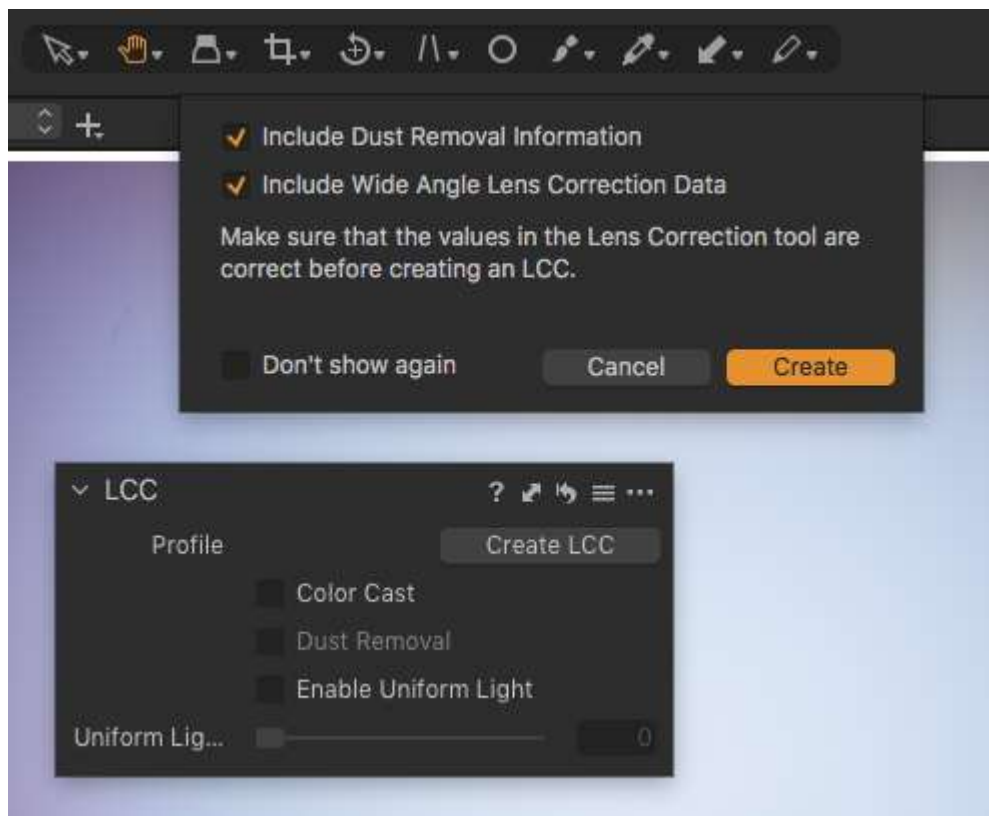 Include Dust Removal Information
Include Wide Angle Lens Correction Data
Make sure that the values in the Lens Correction tool are
correct before creating an LCC.
Don't show again
Cancel
Create
LCC
?
Profile
Create LCC
Color Cast
Dust Removal
Enable Uniform Light
Uniform Lig...
0